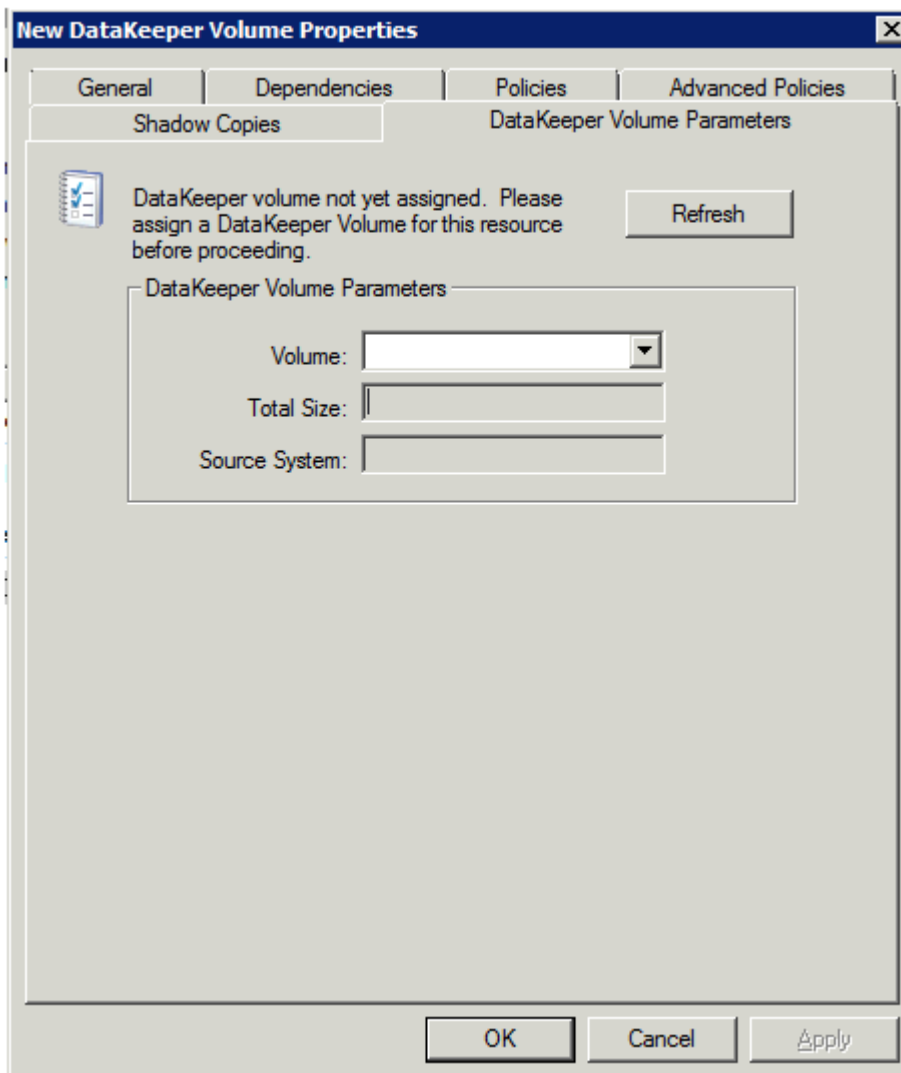 New DataKeeper Volume Properties
General Dependencies Policies Advanced Policies
Shadow Copies DataKeeper Volume Parameters
DataKeeper volume not yet assigned. Please
assign a DataKeeper Volume for this resource
before proceeding.
Refresh
DataKeeper Volume Parameters
Volume:
Total Size:
Source System:
OK Cancel Apply